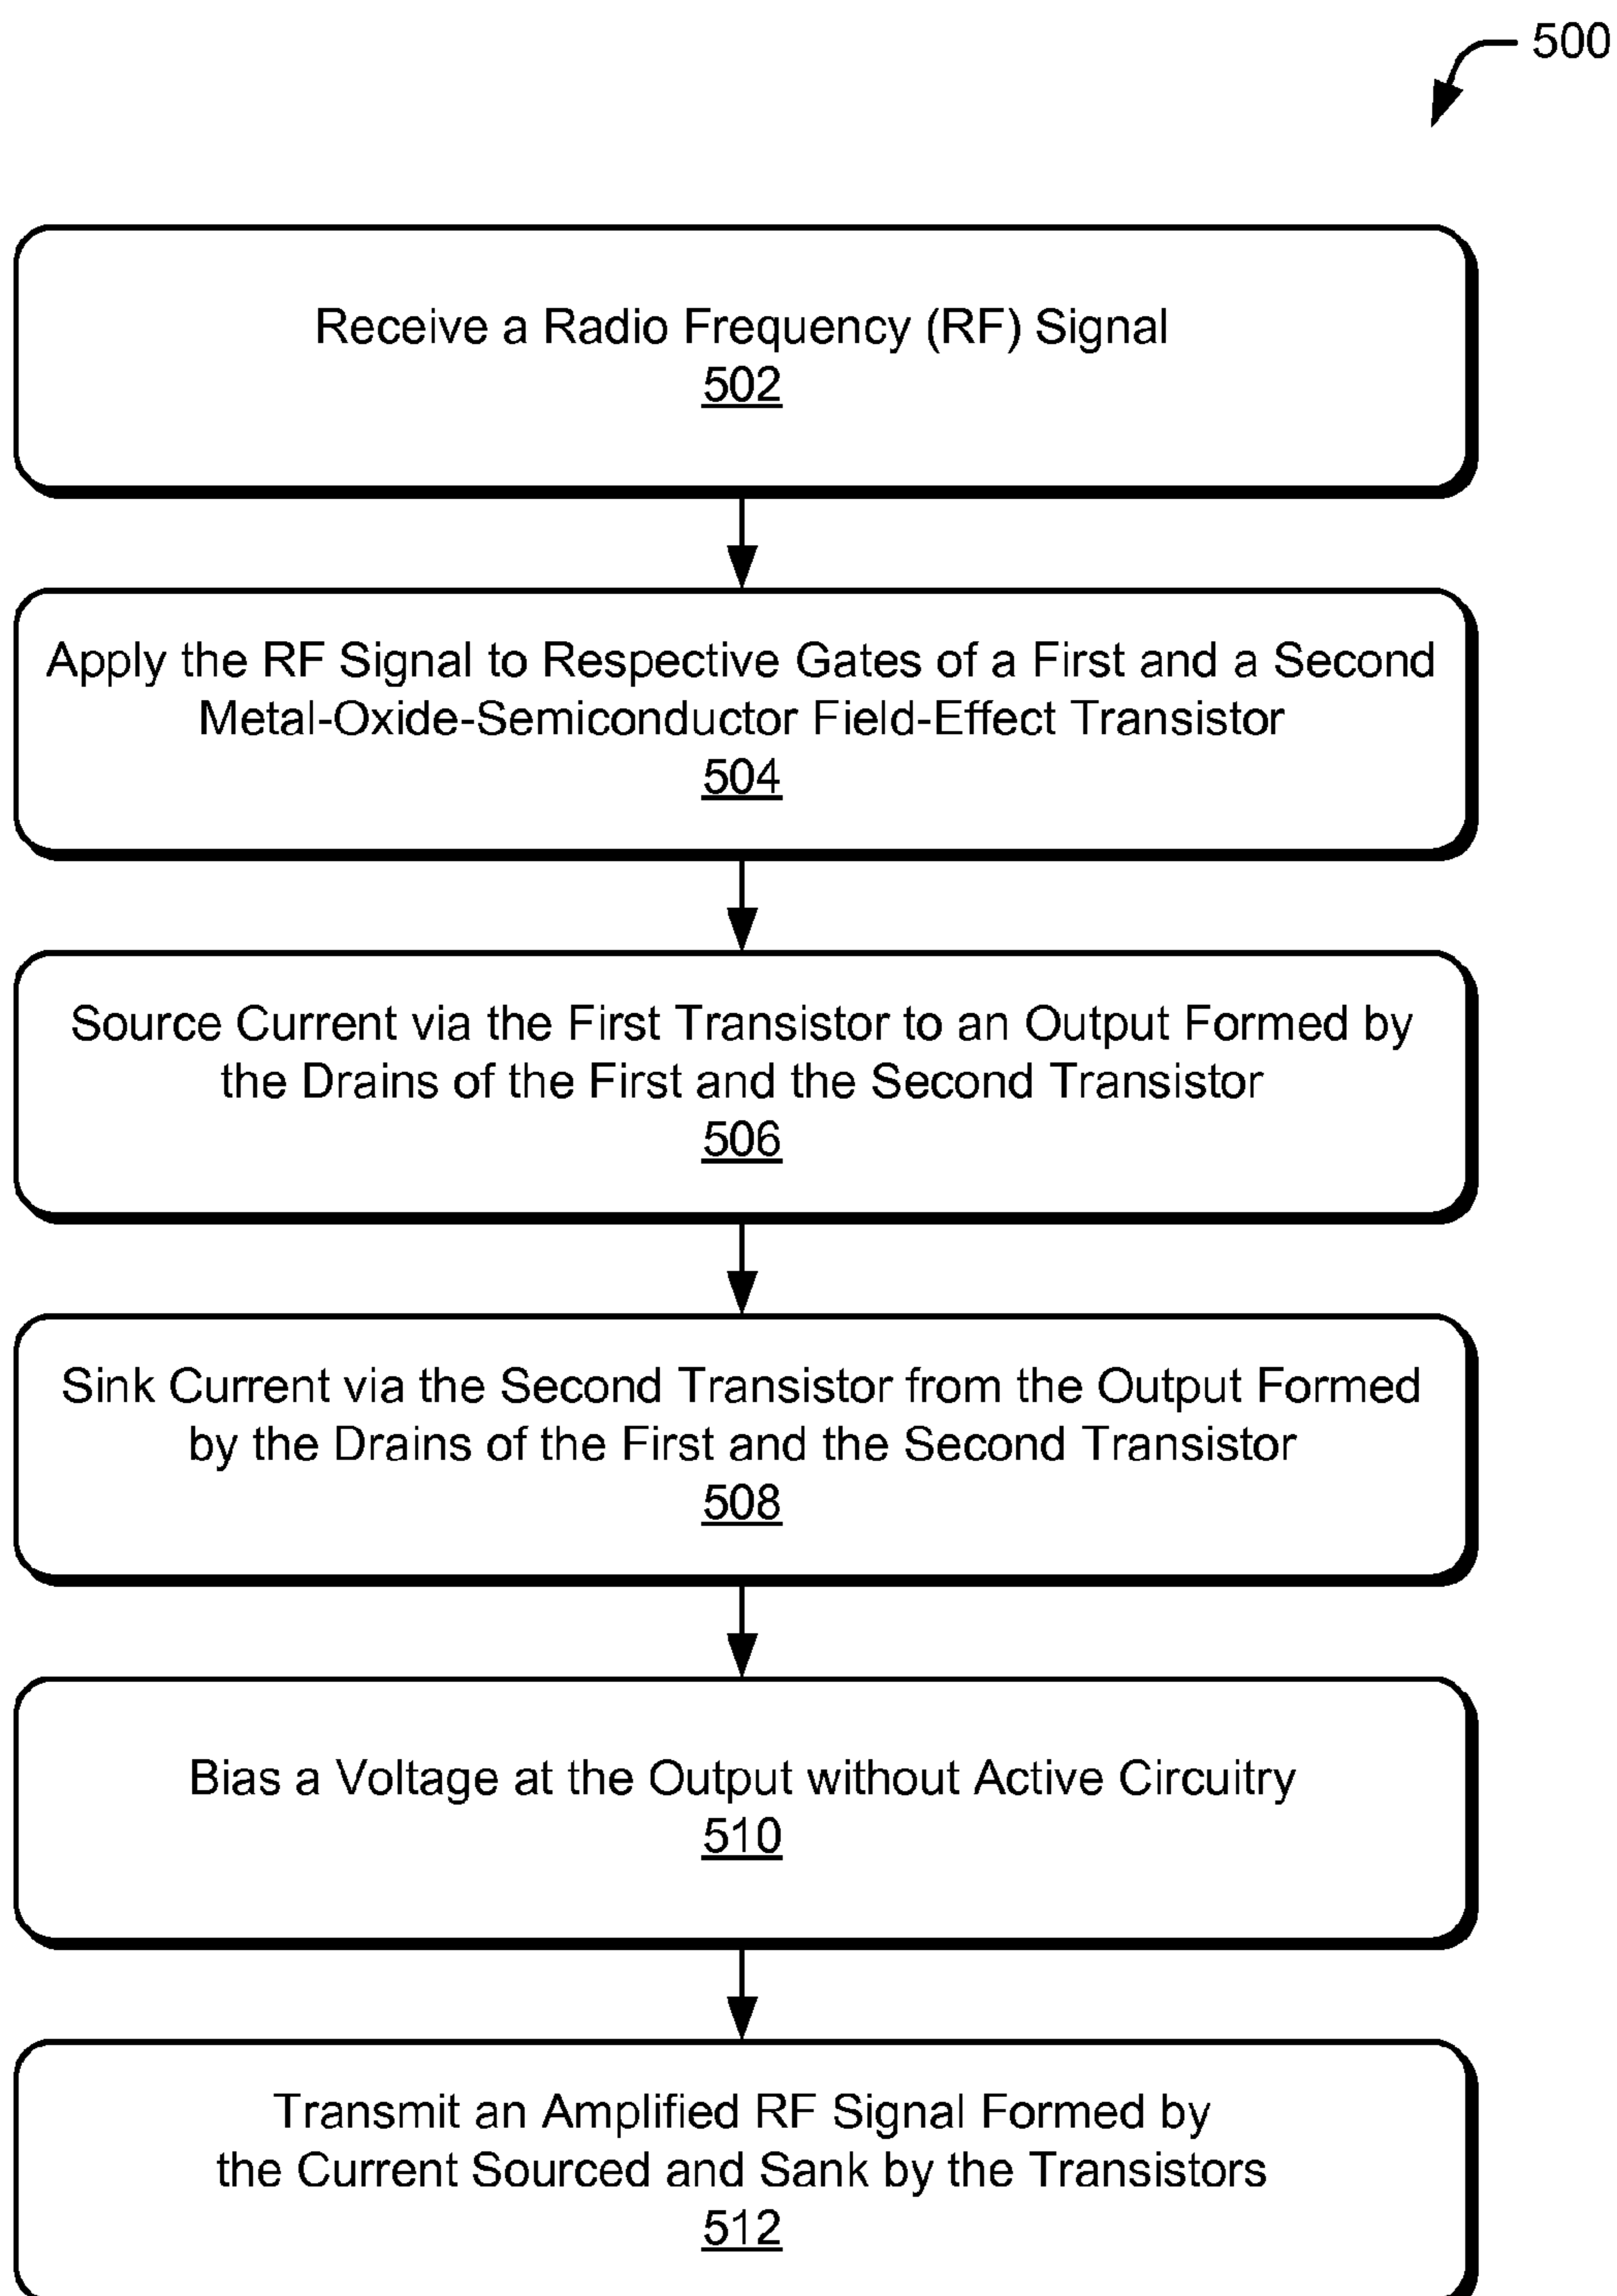 500
Receive a Radio Frequency (RF) Signal
502
Apply the RF Signal to Respective Gates of a First and a Second
Metal-Oxide-Semiconductor Field-Effect Transistor
504
Source Current via the First Transistor to an Output Formed by
the Drains of the First and the Second Transistor
506
Sink Current via the Second Transistor from the Output Formed
by the Drains of the First and the Second Transistor
508
Bias a Voltage at the Output without Active Circuitry
510
Transmit an Amplified RF Signal Formed by
the Current Sourced and Sank by the Transistors
512